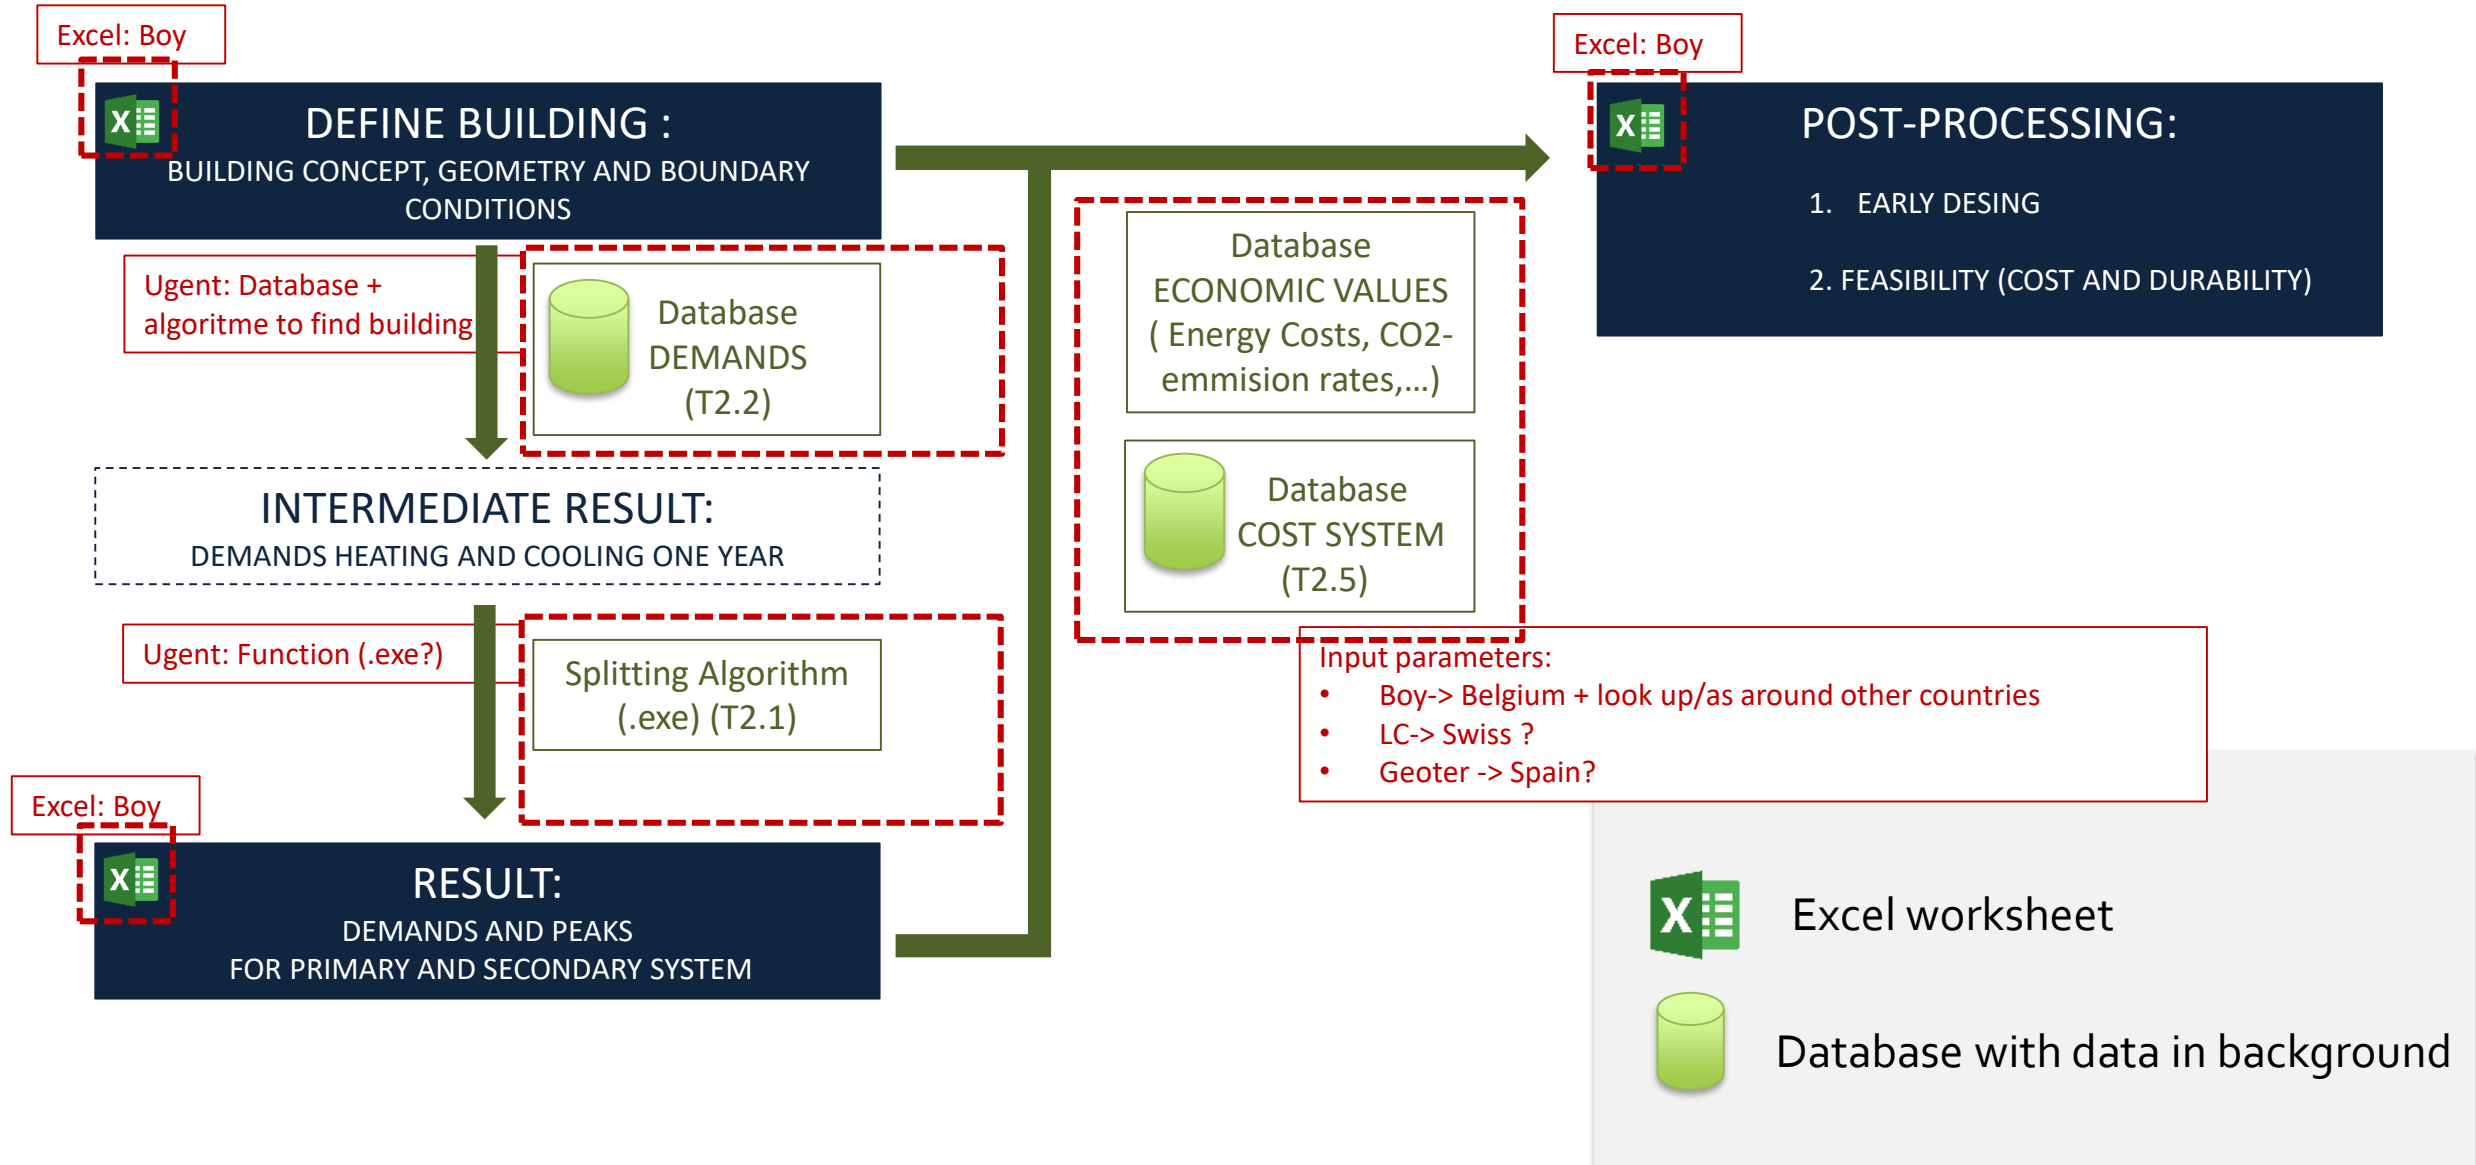 Excel: Boy
DEFINE BUILDING :
BUILDING CONCEPT, GEOMETRY AND BOUNDARY
CONDITIONS
Ugent: Database +
algoritme to find building
Database
DEMANDS
(T2.2)
INTERMEDIATE RESULT:
DEMANDS HEATING AND COOLING ONE YEAR
Ugent: Function (.exe?)
Splitting Algorithm
(.exe) (T2.1)
Excel: Boy
RESULT:
DEMANDS AND PEAKS
FOR PRIMARY AND SECONDARY SYSTEM
Database
ECONOMIC VALUES
( Energy Costs, CO2-
emmision rates,...)
Database
COST SYSTEM
(T2.5)
Excel: Boy
POST-PROCESSING:
1. EARLY DESING
2. FEASIBILITY (COST AND DURABILITY)
Input parameters:
• Boy-> Belgium + look up/as around other countries
• LC-> Swiss ?
• Geoter -> Spain?
Excel worksheet
Database with data in background